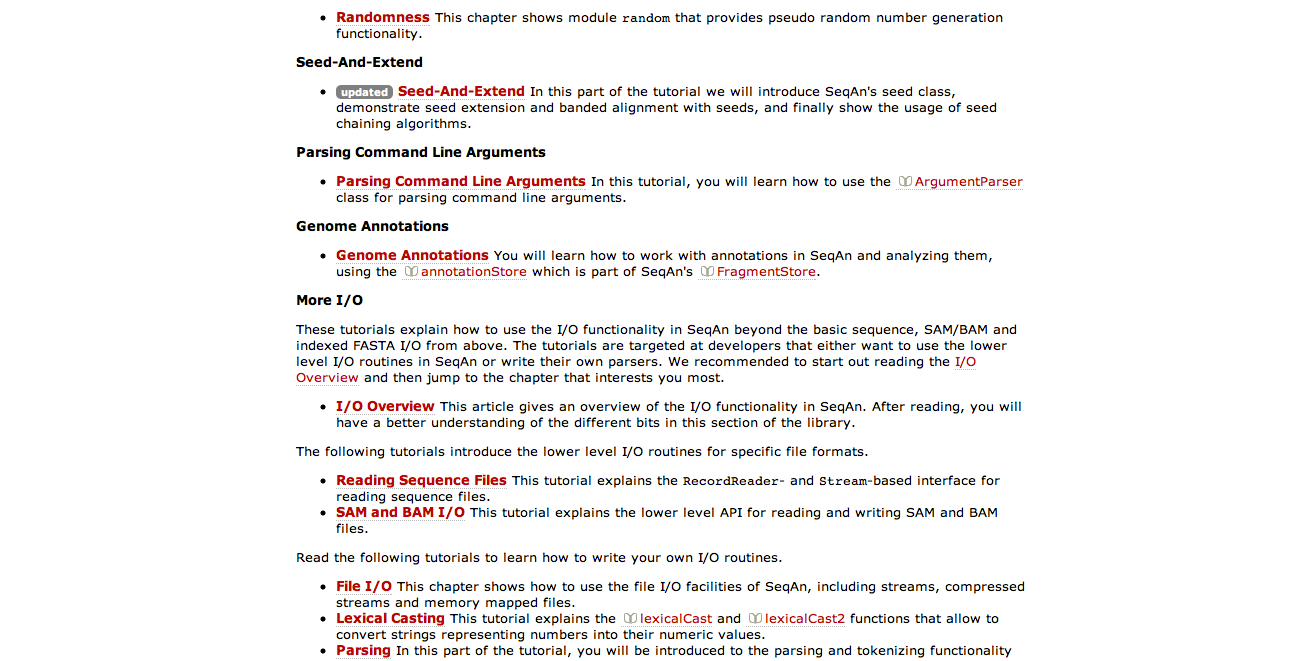 Randomness This chapter shows module random that provides pseudo random number generation
functionality.
Seed-And-Extend
updated Seed-And-Extend In this part of the tutorial we will introduce SeqAn's seed class,
demonstrate seed extension and banded alignment with seeds, and finally show the usage of seed
chaining algorithms.
Parsing Command Line Arguments
Parsing Command Line Arguments In this tutorial, you will learn how to use the ArgumentParser
class for parsing command line arguments.
Genome Annotations
Genome Annotations You will learn how to work with annotations in SeqAn and analyzing them,
using the annotationStore which is part of SeqAn's FragmentStore.
More I/O
These tutorials explain how to use the I/O functionality in SeqAn beyond the basic sequence, SAM/BAM and
indexed FASTA I/O from above. The tutorials are targeted at developers that either want to use the lower
level I/O routines in SeqAn or write their own parsers. We recommended to start out reading the I/O
Overview and then jump to the chapter that interests you most.
I/O Overview This article gives an overview of the I/O functionality in SeqAn. After reading, you will
have a better understanding of the different bits in this section of the library.
The following tutorials introduce the lower level I/O routines for specific file formats.
Reading Sequence Files This tutorial explains the RecordReader- and Stream-based interface for
reading sequence files.
SAM and BAM I/O This tutorial explains the lower level API for reading and writing SAM and BAM
files.
Read the following tutorials to learn how to write your own I/O routines.
File I/O This chapter shows how to use the file I/O facilities of SeqAn, including streams, compressed
streams and memory mapped files.
Lexical Casting This tutorial explains the lexicalCast and lexicalCast2 functions that allow to
convert strings representing numbers into their numeric values.
Parsing In this part of the tutorial, you will be introduced to the parsing and tokenizing functionality